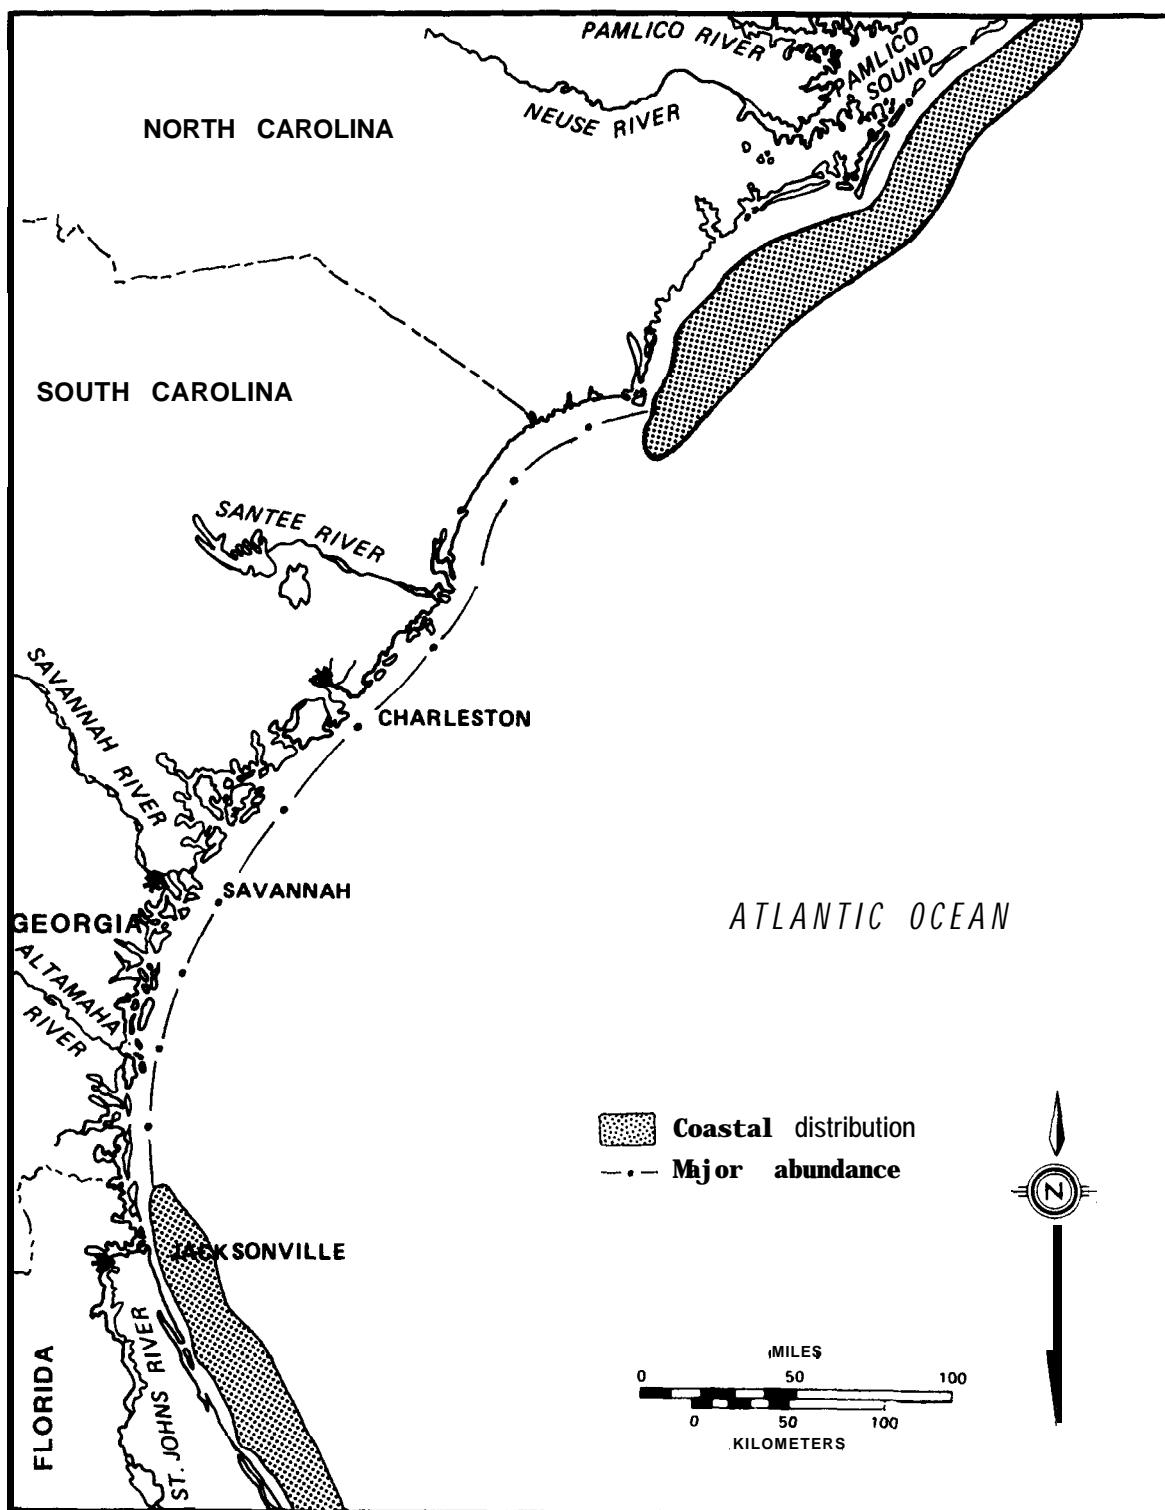 PAMLICO RIVER
PAMLICO
SOUND
NEUSE RIVER
NORTH CAROLINA
SOUTH CAROLINA
SANTEE RIVER
SAVANNAH RIVER
CHARLESTON
SAVANNAH
GEORGIA
ALTAMAHA
RIVER
ATLANTIC OCEAN
Coastal distribution
Major abundance
N
JACKSONVILLE
FLORIDA
ST. JOHNS RIVER
MILES
0 50 100
0 50 100
KILOMETERS